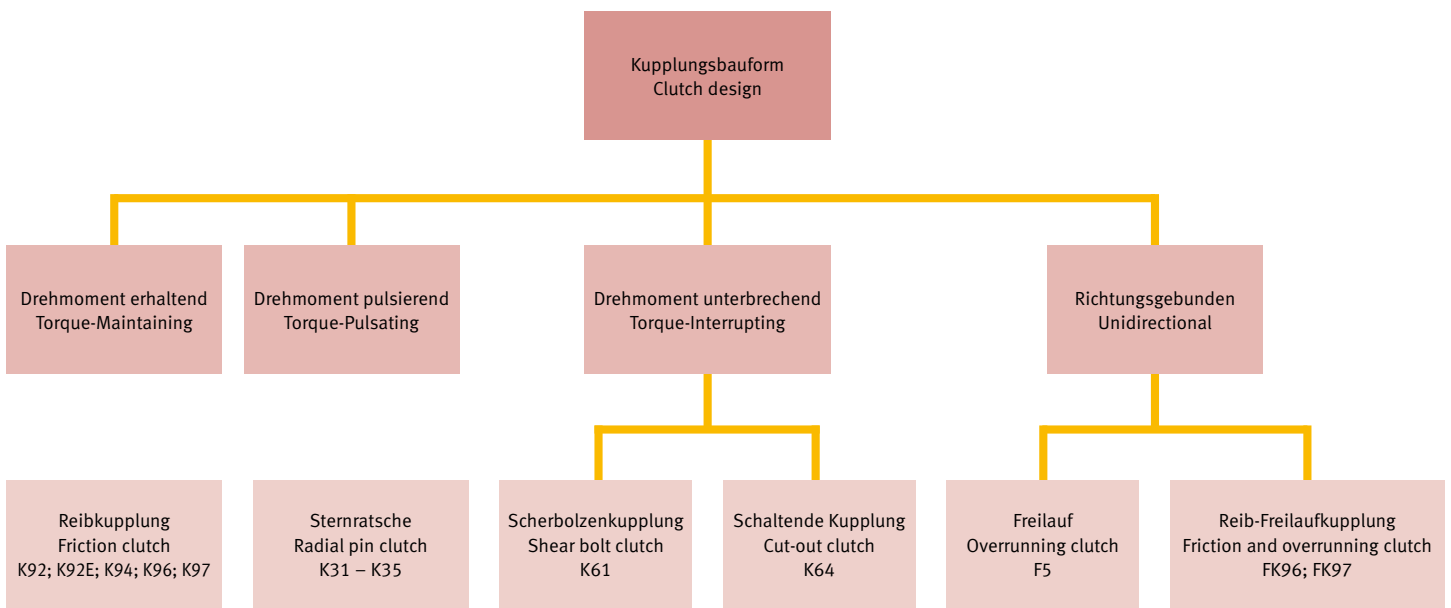 Kupplungsbauform
Clutch design
Drehmoment erhaltend
Torque-Maintaining
Drehmoment pulsierend
Torque-Pulsating
Drehmoment unterbrechend
Torque-Interrupting
Richtungsgebunden
Unidirectional
Reibkupplung
Friction clutch
K92; K92E; K94; K96; K97
Sternratsche
Radial pin clutch
K31 – K35
Scherbolzenkupplung
Shear bolt clutch
K61
Schaltende Kupplung
Cut-out clutch
K64
Freilauf
Overrunning clutch
F5
Reib-Freilaufkupplung
Friction and overrunning clutch
FK96; FK97